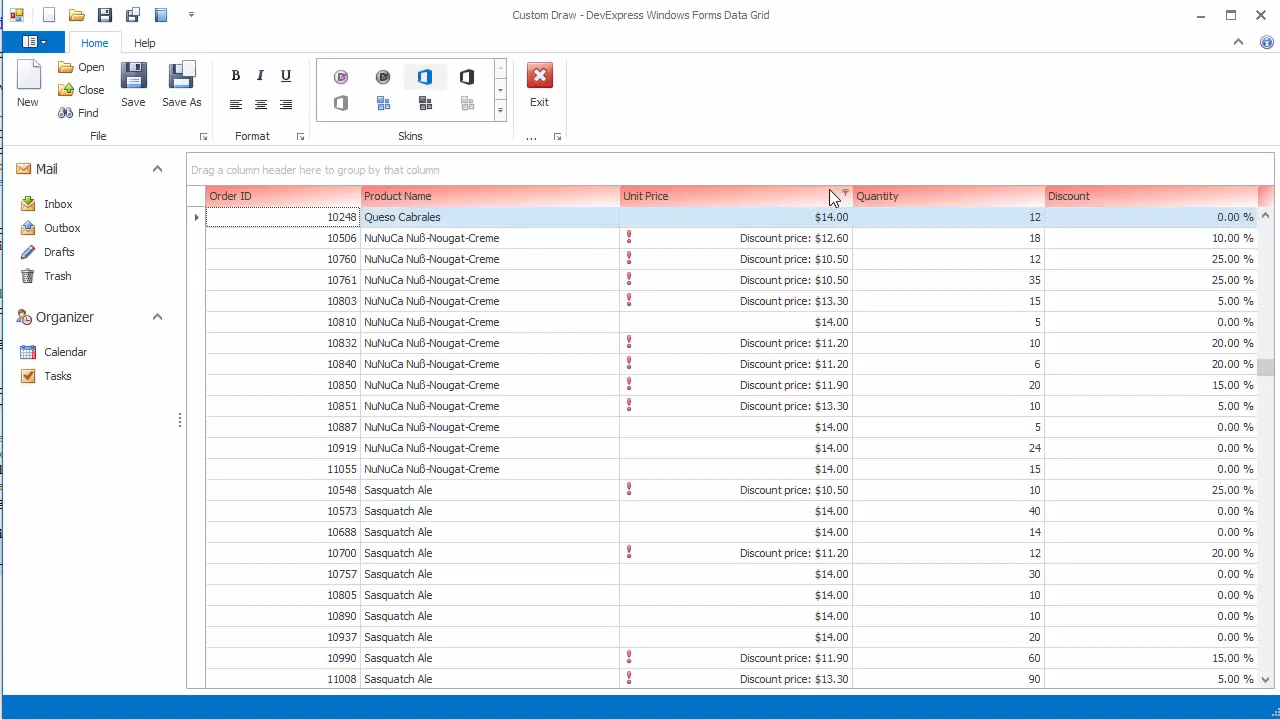 Custom Draw - DevExpress Windows Forms Data Grid
Home Help
New Open Close Find Save Save As B I U Exit
File Format Skins ...
Mail
Inbox
Outbox
Drafts
Trash
Organizer
Calendar
Tasks
Drag a column header here to group by that column
Order ID Product Name Unit Price Quantity Discount
10248 Queso Cabrales $14.00 12 0.00 %
10506 NuNuCa Nuß-Nougat-Creme Discount price: $12.60 18 10.00 %
10760 NuNuCa Nuß-Nougat-Creme Discount price: $10.50 12 25.00 %
10761 NuNuCa Nuß-Nougat-Creme Discount price: $10.50 35 25.00 %
10803 NuNuCa Nuß-Nougat-Creme Discount price: $13.30 15 5.00 %
10810 NuNuCa Nuß-Nougat-Creme $14.00 5 0.00 %
10832 NuNuCa Nuß-Nougat-Creme Discount price: $11.20 10 20.00 %
10840 NuNuCa Nuß-Nougat-Creme Discount price: $11.20 6 20.00 %
10850 NuNuCa Nuß-Nougat-Creme Discount price: $11.90 20 15.00 %
10851 NuNuCa Nuß-Nougat-Creme Discount price: $13.30 10 5.00 %
10887 NuNuCa Nuß-Nougat-Creme $14.00 5 0.00 %
10919 NuNuCa Nuß-Nougat-Creme $14.00 24 0.00 %
11055 NuNuCa Nuß-Nougat-Creme $14.00 15 0.00 %
10548 Sasquatch Ale Discount price: $10.50 10 25.00 %
10573 Sasquatch Ale $14.00 40 0.00 %
10688 Sasquatch Ale $14.00 14 0.00 %
10700 Sasquatch Ale Discount price: $11.20 12 20.00 %
10757 Sasquatch Ale $14.00 30 0.00 %
10805 Sasquatch Ale $14.00 10 0.00 %
10890 Sasquatch Ale $14.00 10 0.00 %
10937 Sasquatch Ale $14.00 20 0.00 %
10990 Sasquatch Ale Discount price: $11.90 60 15.00 %
11008 Sasquatch Ale Discount price: $13.30 90 5.00 %